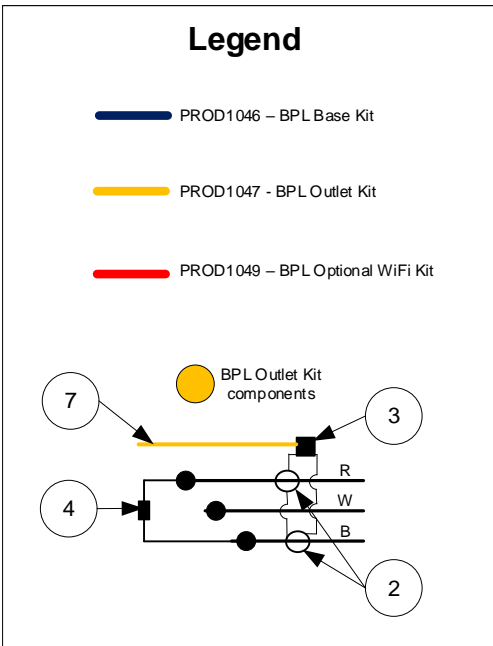 Legend
PROD1046 – BPL Base Kit
PROD1047 - BPL Outlet Kit
PROD1049 – BPL Optional WiFi Kit
BPL Outlet Kit
components
7
3
R
4
W
B
2